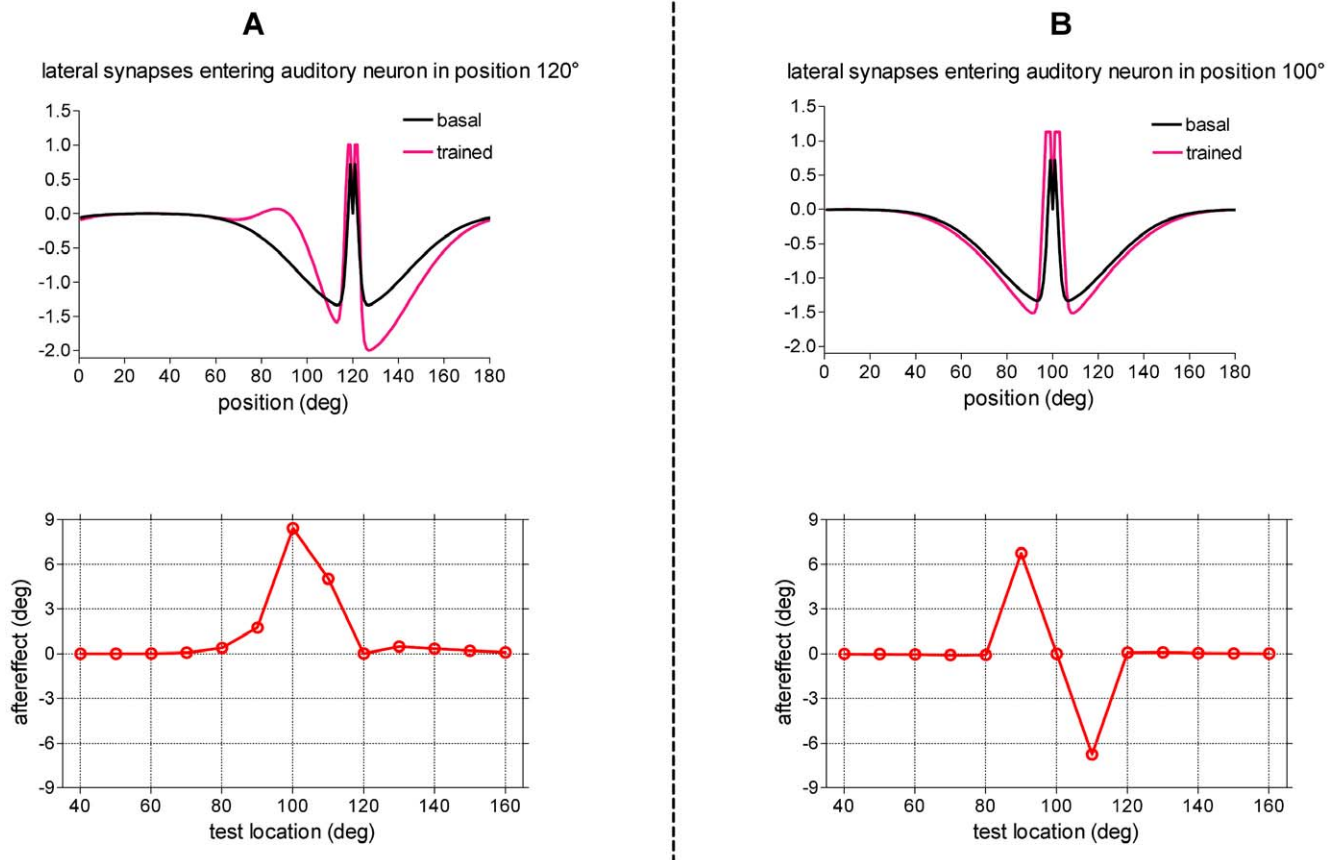 A
lateral synapses entering auditory neuron in position 120°
1.5
1.0
0.5
0.0
-0.5
-1.0
-1.5
-2.0
basal
trained
0 20 40 60 80 100 120 140 160 180
position (deg)
9
6
3
0
-3
-6
-9
aftereffect (deg)
40 60 80 100 120 140 160
test location (deg)
B
lateral synapses entering auditory neuron in position 100°
1.5
1.0
0.5
0.0
-0.5
-1.0
-1.5
-2.0
basal
trained
0 20 40 60 80 100 120 140 160 180
position (deg)
9
6
3
0
-3
-6
-9
aftereffect (deg)
40 60 80 100 120 140 160
test location (deg)